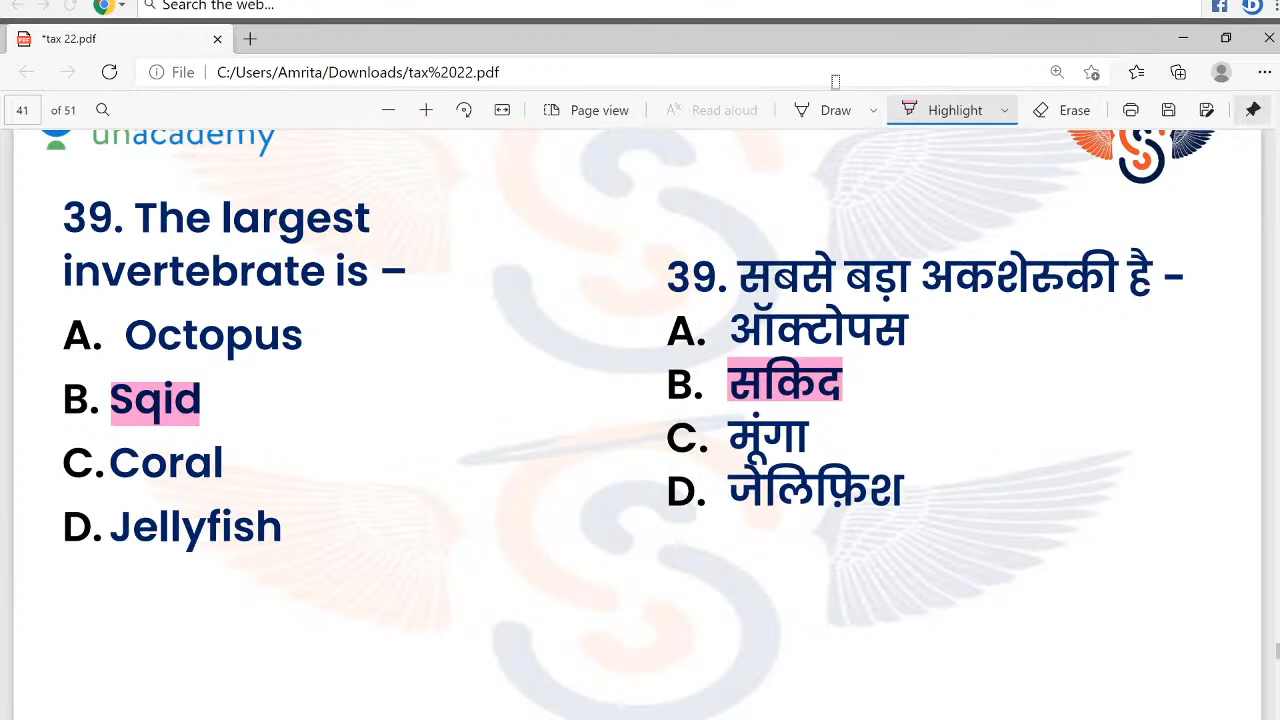 Search the web...
*tax 22.pdf
File C:/Users/Amrita/Downloads/tax%2022.pdf
41 of 51 Page view Read aloud Draw Highlight Erase
unacademy
39. The largest
invertebrate is –
A. Octopus
B. Sqid
C. Coral
D. Jellyfish
39. सबसे बड़ा अकशेरुकी है -
A. ऑक्टोपस
B. सकिद
C. मूंगा
D. जेलिफ़िश